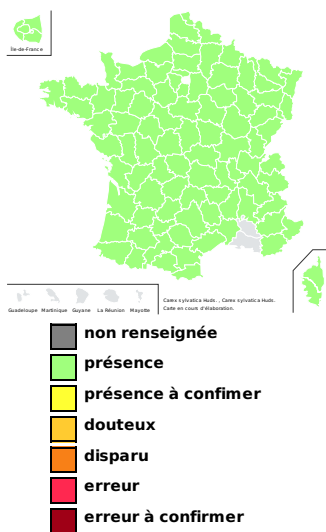 Île-de-France
Guadeloupe Martinique Guyane La Réunion Mayotte
Carex sylvatica Huds. , Carex sylvatica Huds.
Carte en cours d'élaboration.
non renseignée
présence
présence à confimer
douteux
disparu
erreur
erreur à confirmer